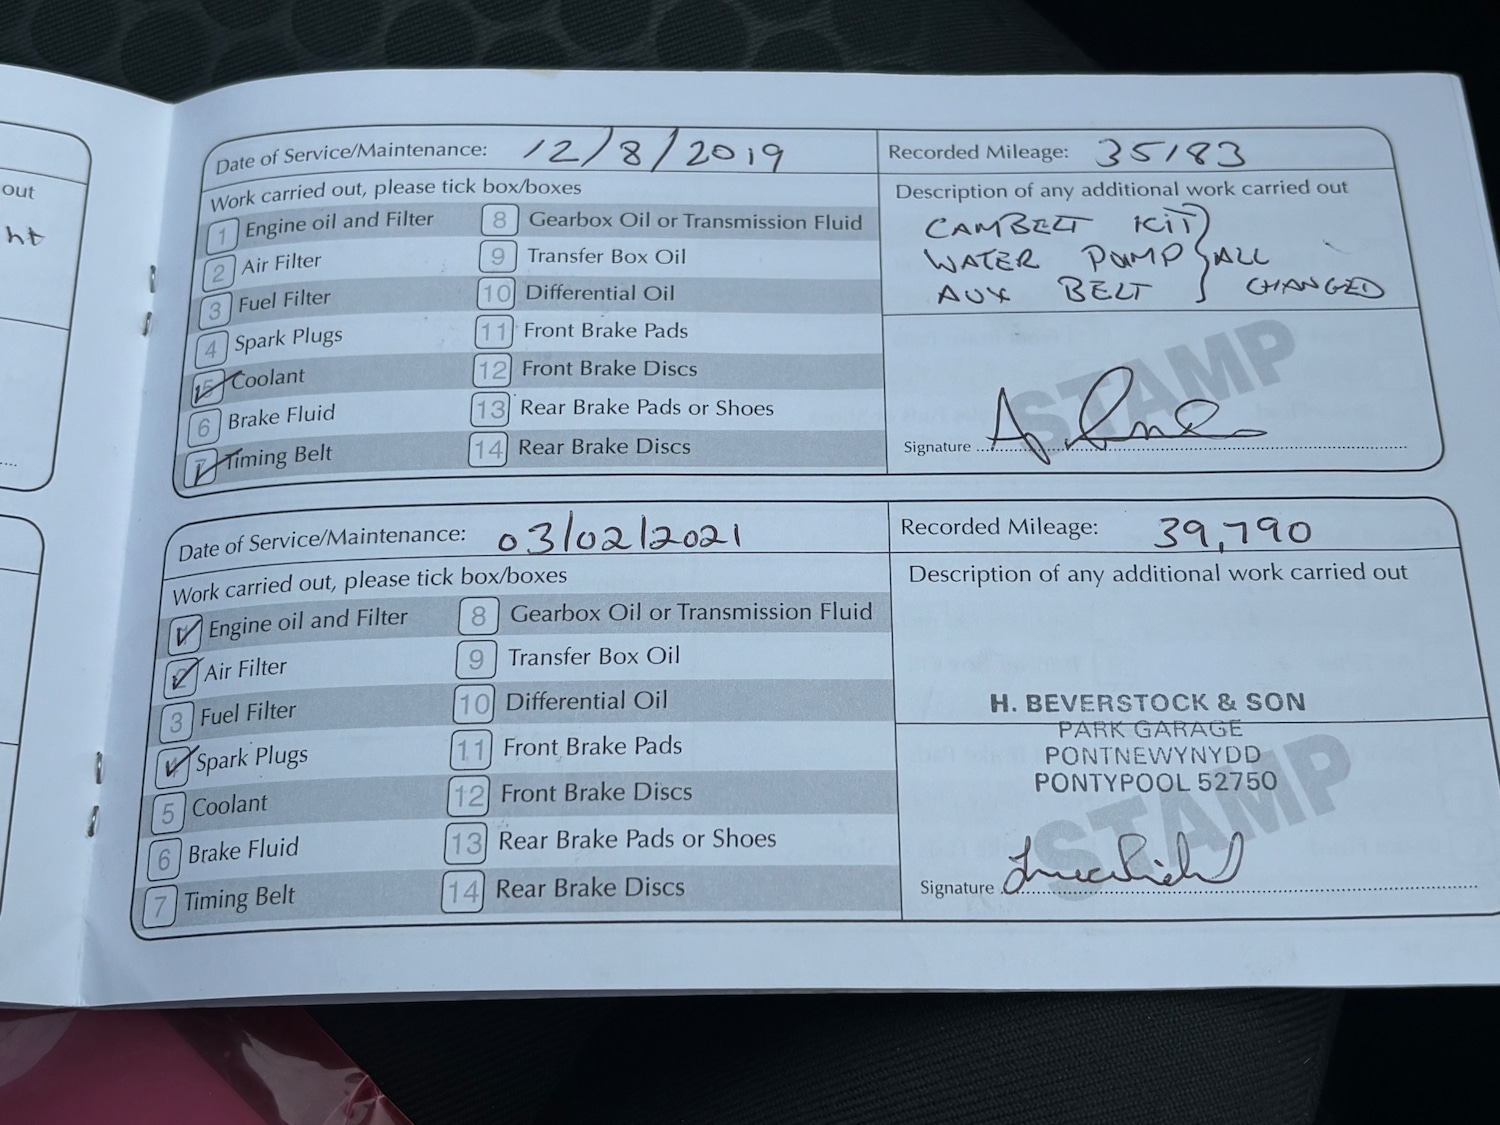 out
ht
Date of Service/Maintenance: 12/8/2019
Recorded Mileage: 35183
Work carried out, please tick box/boxes
1 Engine oil and Filter
2 Air Filter
3 Fuel Filter
4 Spark Plugs
5 Coolant
6 Brake Fluid
7 Timing Belt
8 Gearbox Oil or Transmission Fluid
9 Transfer Box Oil
10 Differential Oil
11 Front Brake Pads
12 Front Brake Discs
13 Rear Brake Pads or Shoes
14 Rear Brake Discs
Description of any additional work carried out
CAMBELT KIT
WATER PUMP ALL
AUX BELT CHANGED
STAMP
Signature
Date of Service/Maintenance: 03/02/2021
Recorded Mileage: 39,790
Work carried out, please tick box/boxes
1 Engine oil and Filter
2 Air Filter
3 Fuel Filter
4 Spark Plugs
5 Coolant
6 Brake Fluid
7 Timing Belt
8 Gearbox Oil or Transmission Fluid
9 Transfer Box Oil
10 Differential Oil
11 Front Brake Pads
12 Front Brake Discs
13 Rear Brake Pads or Shoes
14 Rear Brake Discs
Description of any additional work carried out
H. BEVERSTOCK & SON
PARK GARAGE
PONTNEWYNYDD
PONTYPOOL 52750
STAMP
Signature